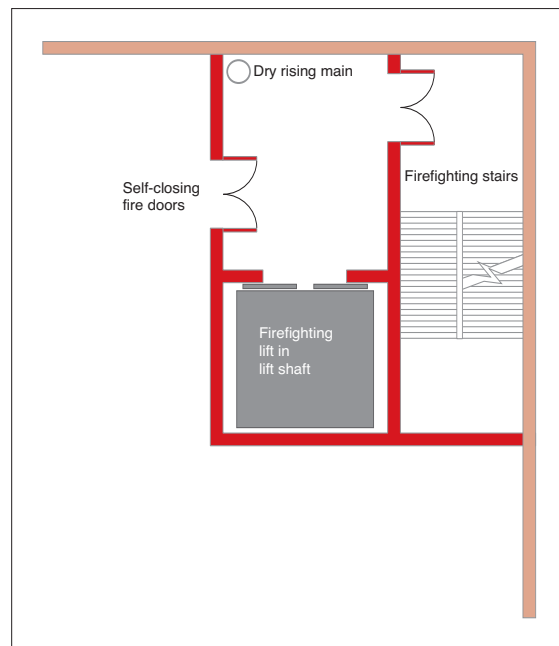 Dry rising main
Firefighting stairs
Self-closing
fire doors
Firefighting
lift in
lift shaft